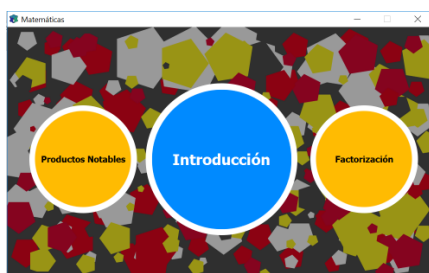 Matemáticas
Productos Notables
Introducción
Factorización